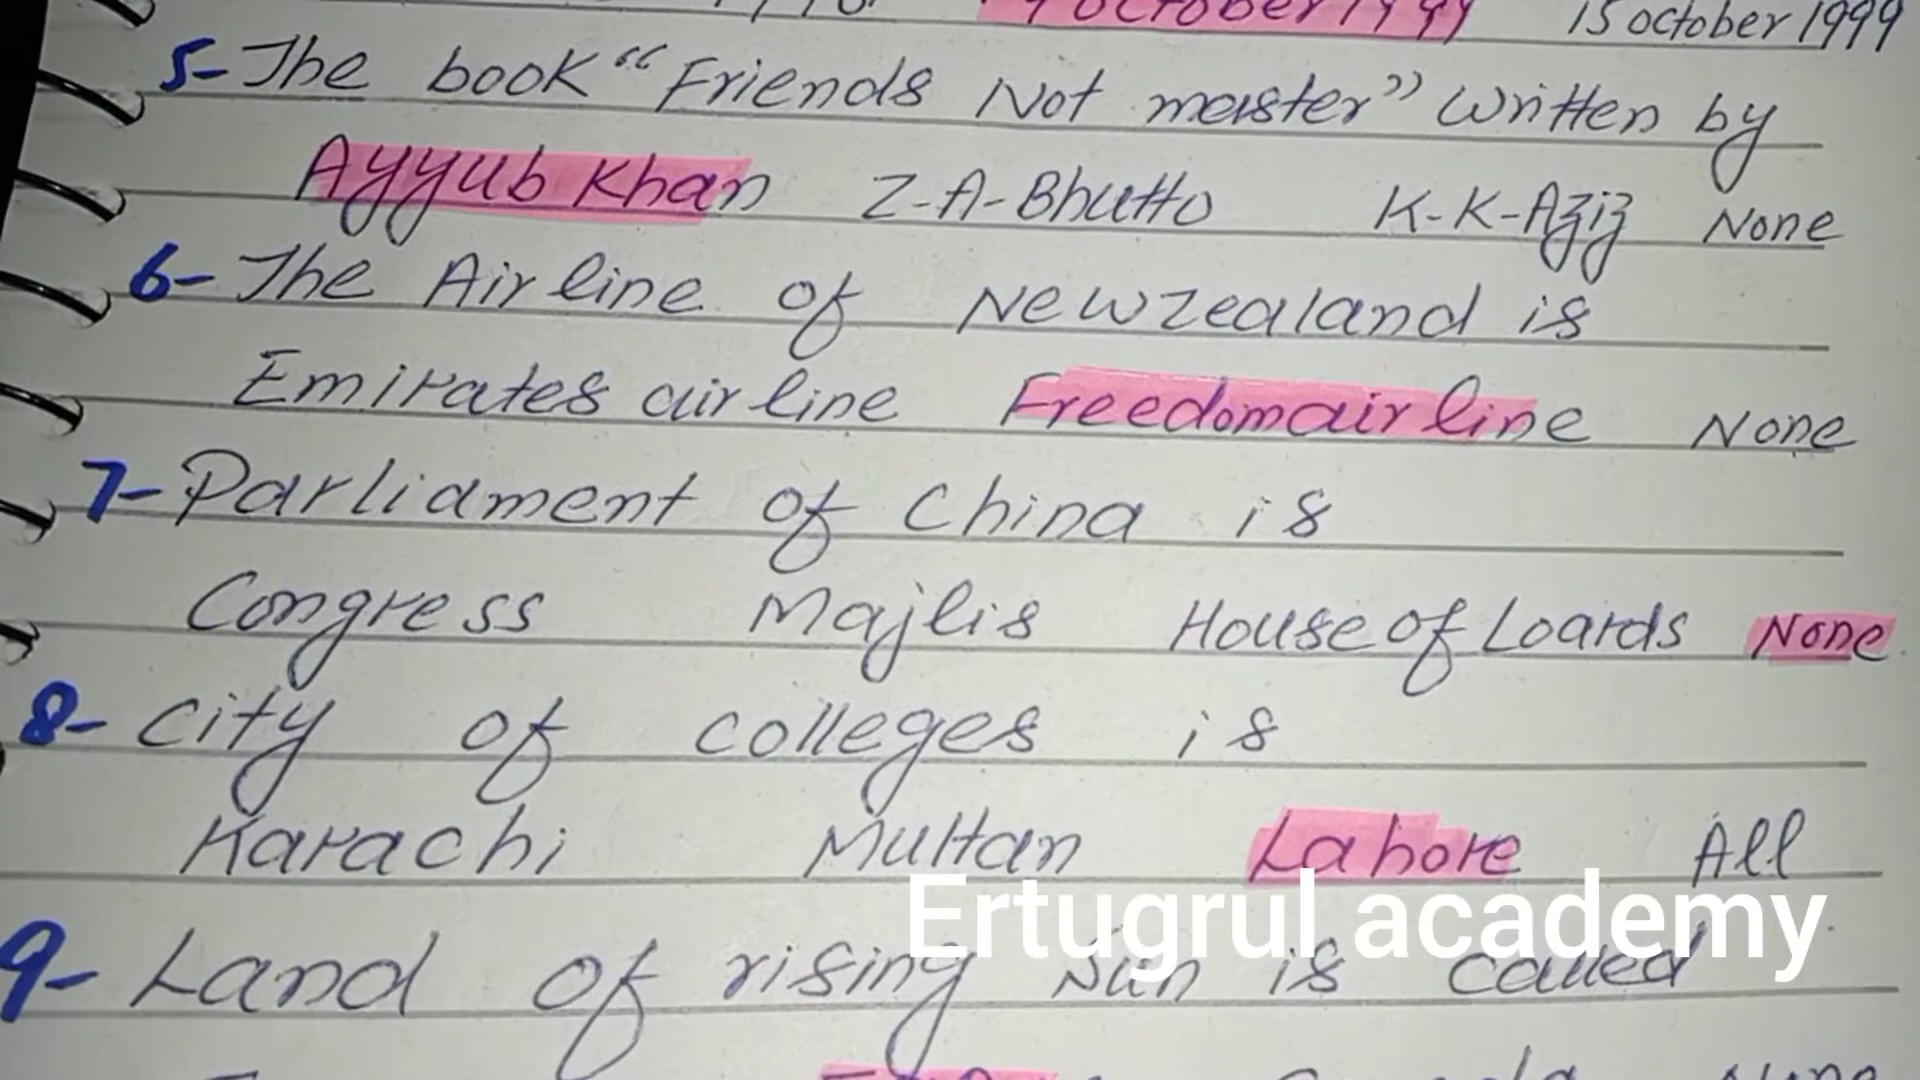 9 October 1999 15 october 1999
5- The book "Friends Not master" written by
Ayyub Khan Z-A-Bhutto K-K-Aziz None
6- The Air line of Newzealand is
Emirates air line Freedom air line None
7- Parliament of China is
Congress Majlis House of Loards None
8- City of colleges is
Karachi Multan Lahore All
Ertugrul academy
9- Land of rising Sun is called